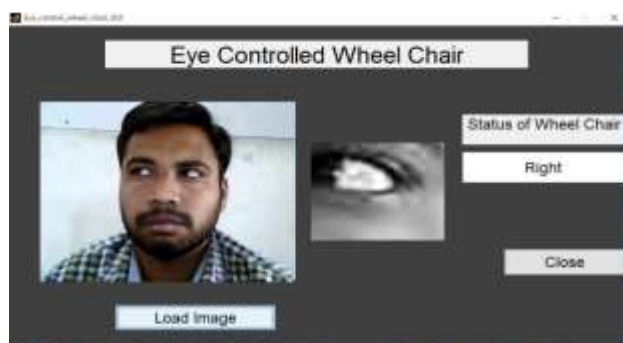 Eye Controlled Wheel Chair
Status of Wheel Chair
Right
Close
Load Image